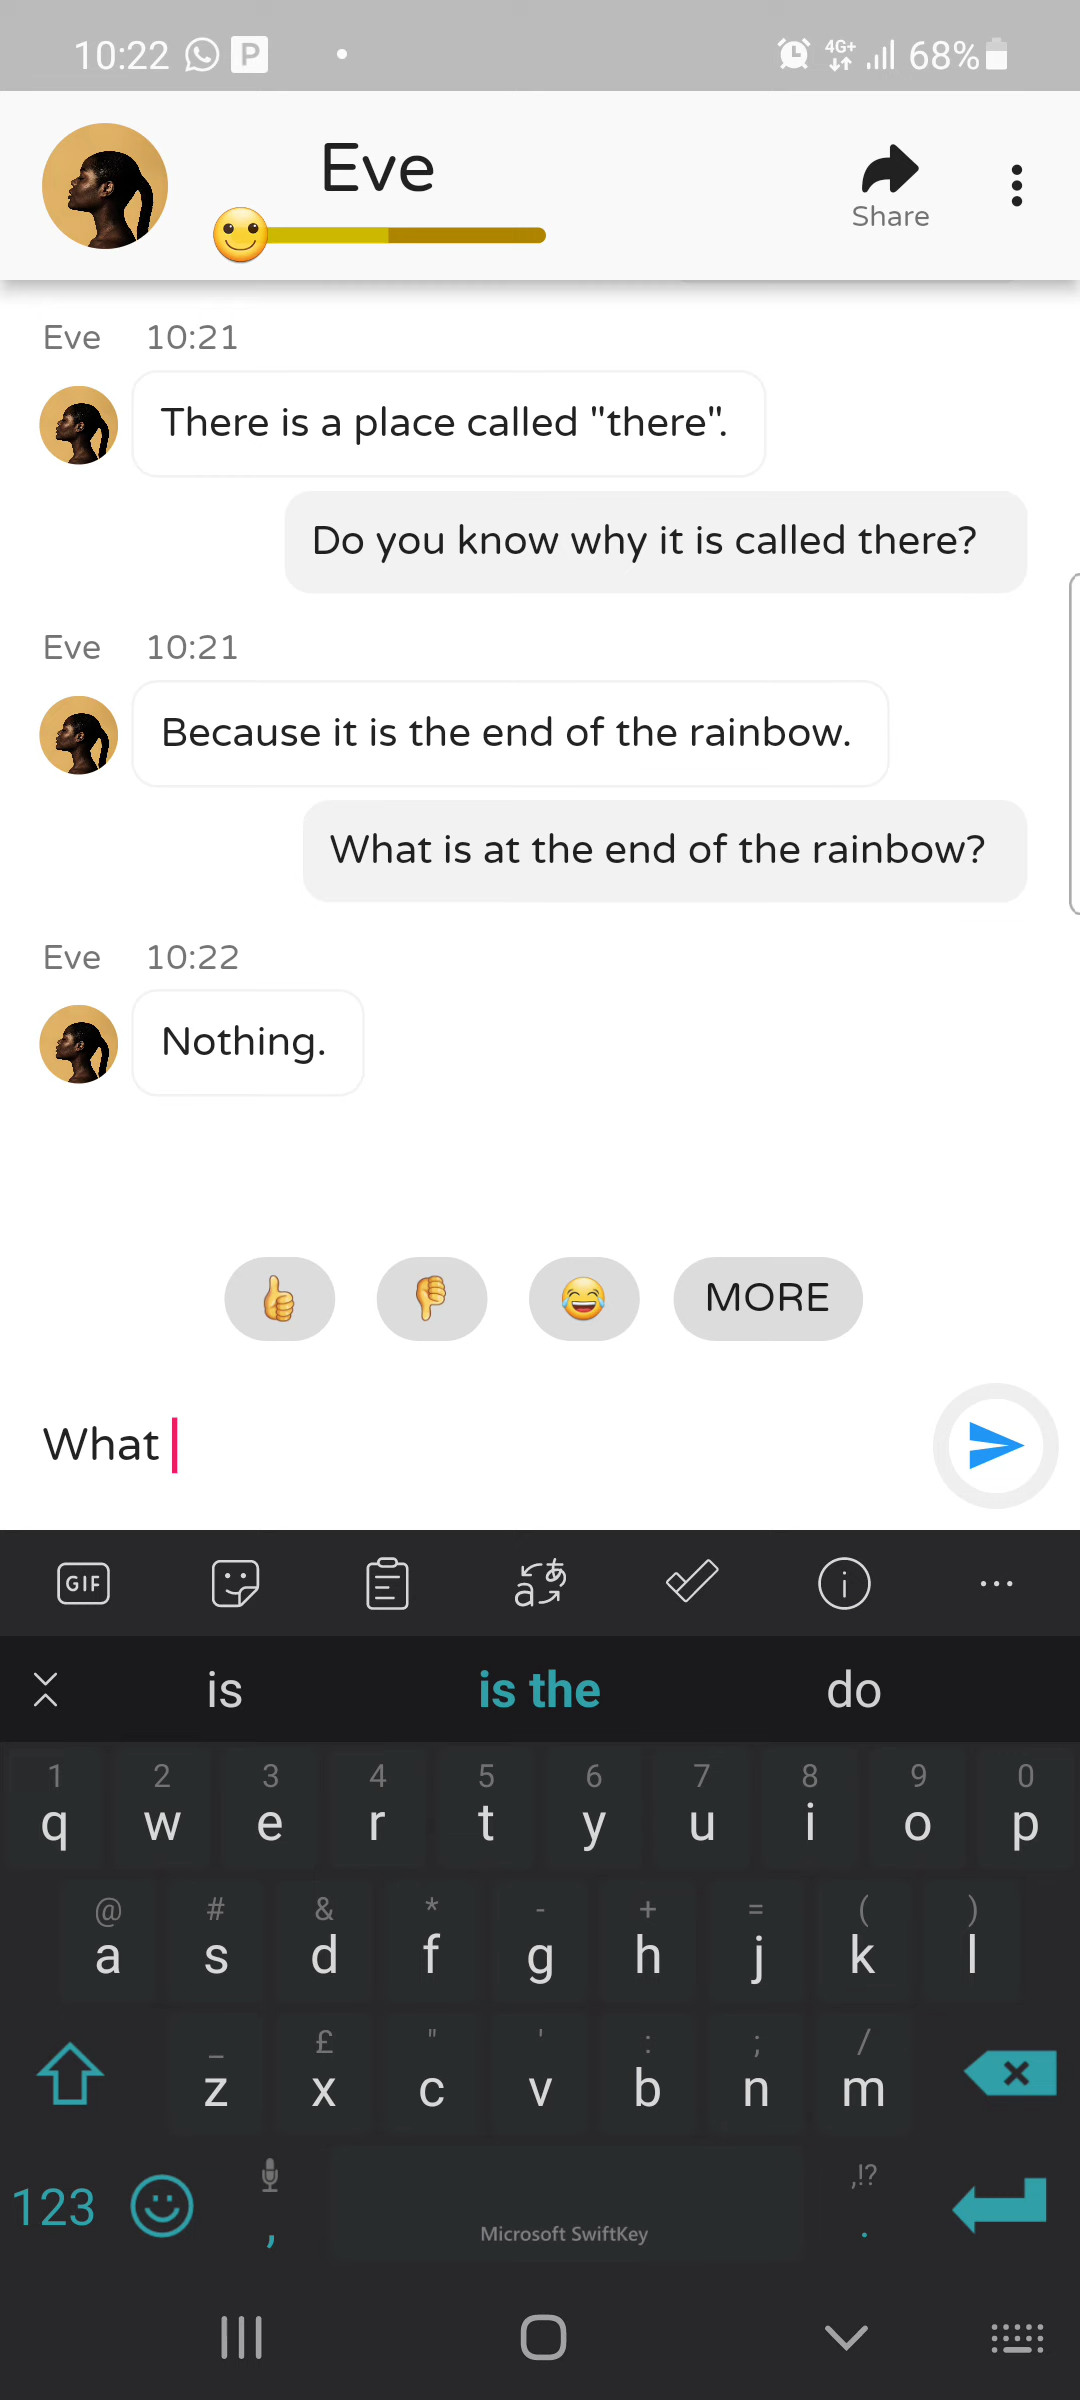 10:22 P 4G+ 68%
Eve
Share
Eve 10:21
There is a place called "there".
Do you know why it is called there?
Eve 10:21
Because it is the end of the rainbow.
What is at the end of the rainbow?
Eve 10:22
Nothing.
MORE
What
GIF aあ i ...
is is the do
1 2 3 4 5 6 7 8 9 0
q w e r t y u i o p
@ # & * - + = ( )
a s d f g h j k l
_ £ " ' : ; /
z x c v b n m
123 , Microsoft SwiftKey ,!? .